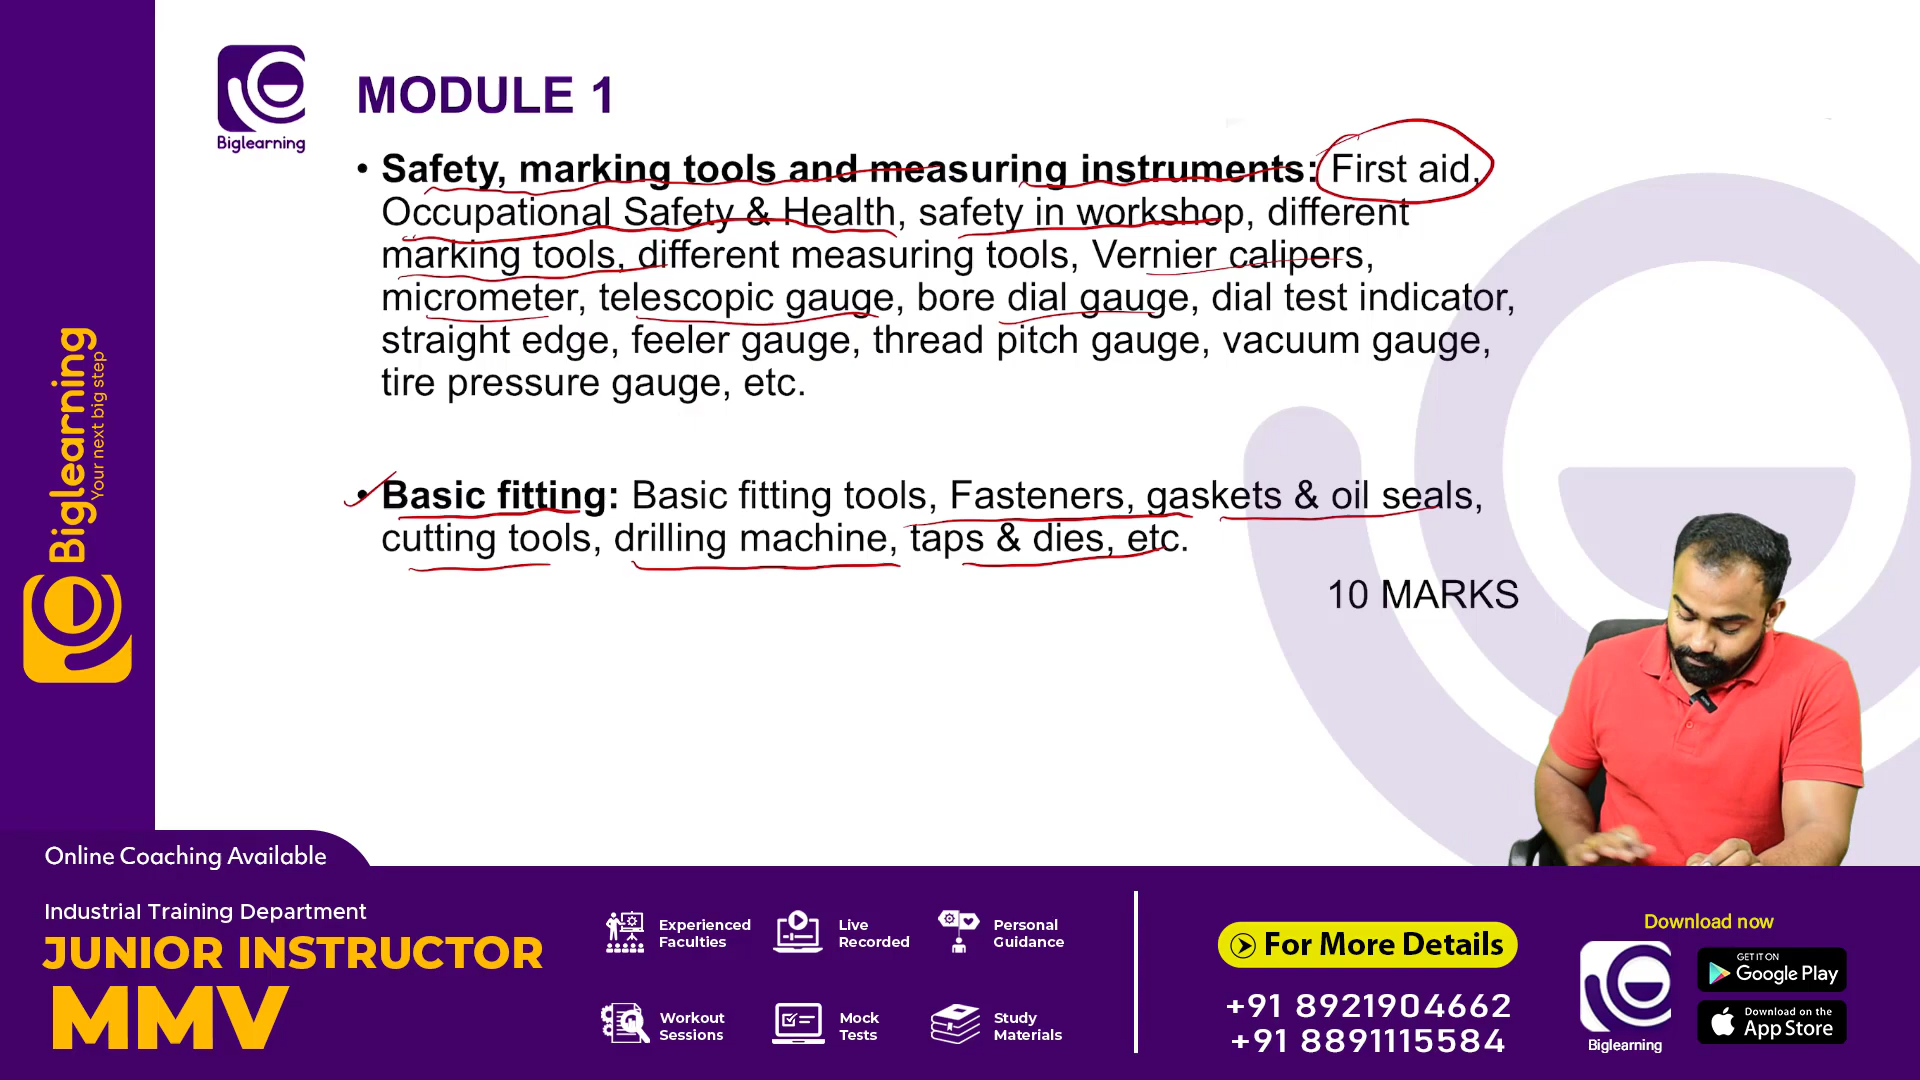 Biglearning
MODULE 1
• Safety, marking tools and measuring instruments: First aid,
Occupational Safety & Health, safety in workshop, different
marking tools, different measuring tools, Vernier calipers,
micrometer, telescopic gauge, bore dial gauge, dial test indicator,
straight edge, feeler gauge, thread pitch gauge, vacuum gauge,
tire pressure gauge, etc.
• Basic fitting: Basic fitting tools, Fasteners, gaskets & oil seals,
cutting tools, drilling machine, taps & dies, etc.
10 MARKS
Biglearning
Your next big step
Online Coaching Available
Industrial Training Department
JUNIOR INSTRUCTOR
MMV
Experienced
Faculties
Live
Recorded
Personal
Guidance
Workout
Sessions
Mock
Tests
Study
Materials
For More Details
+91 8921904662
+91 8891115584
Download now
Biglearning
GET IT ON
Google Play
Download on the
App Store